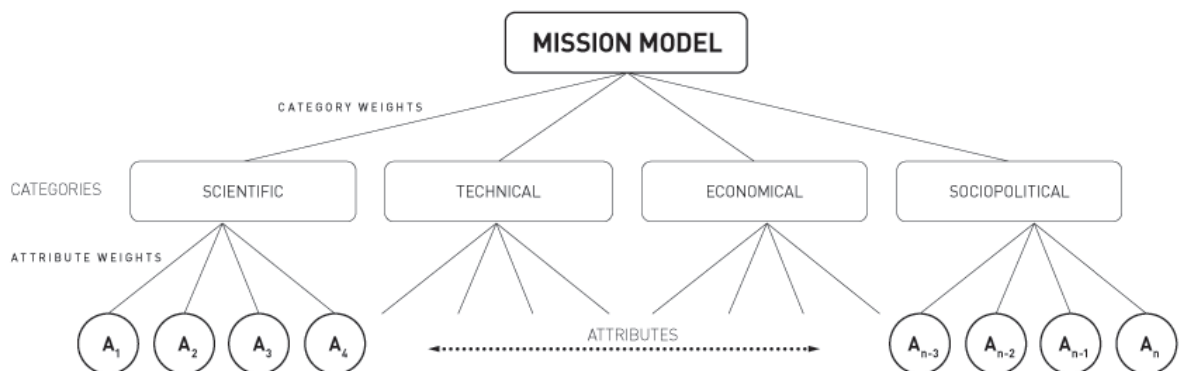 MISSION MODEL
CATEGORY WEIGHTS
CATEGORIES
SCIENTIFIC
TECHNICAL
ECONOMICAL
SOCIOPOLITICAL
ATTRIBUTE WEIGHTS
ATTRIBUTES
A1 A2 A3 A4 An-3 An-2 An-1 An